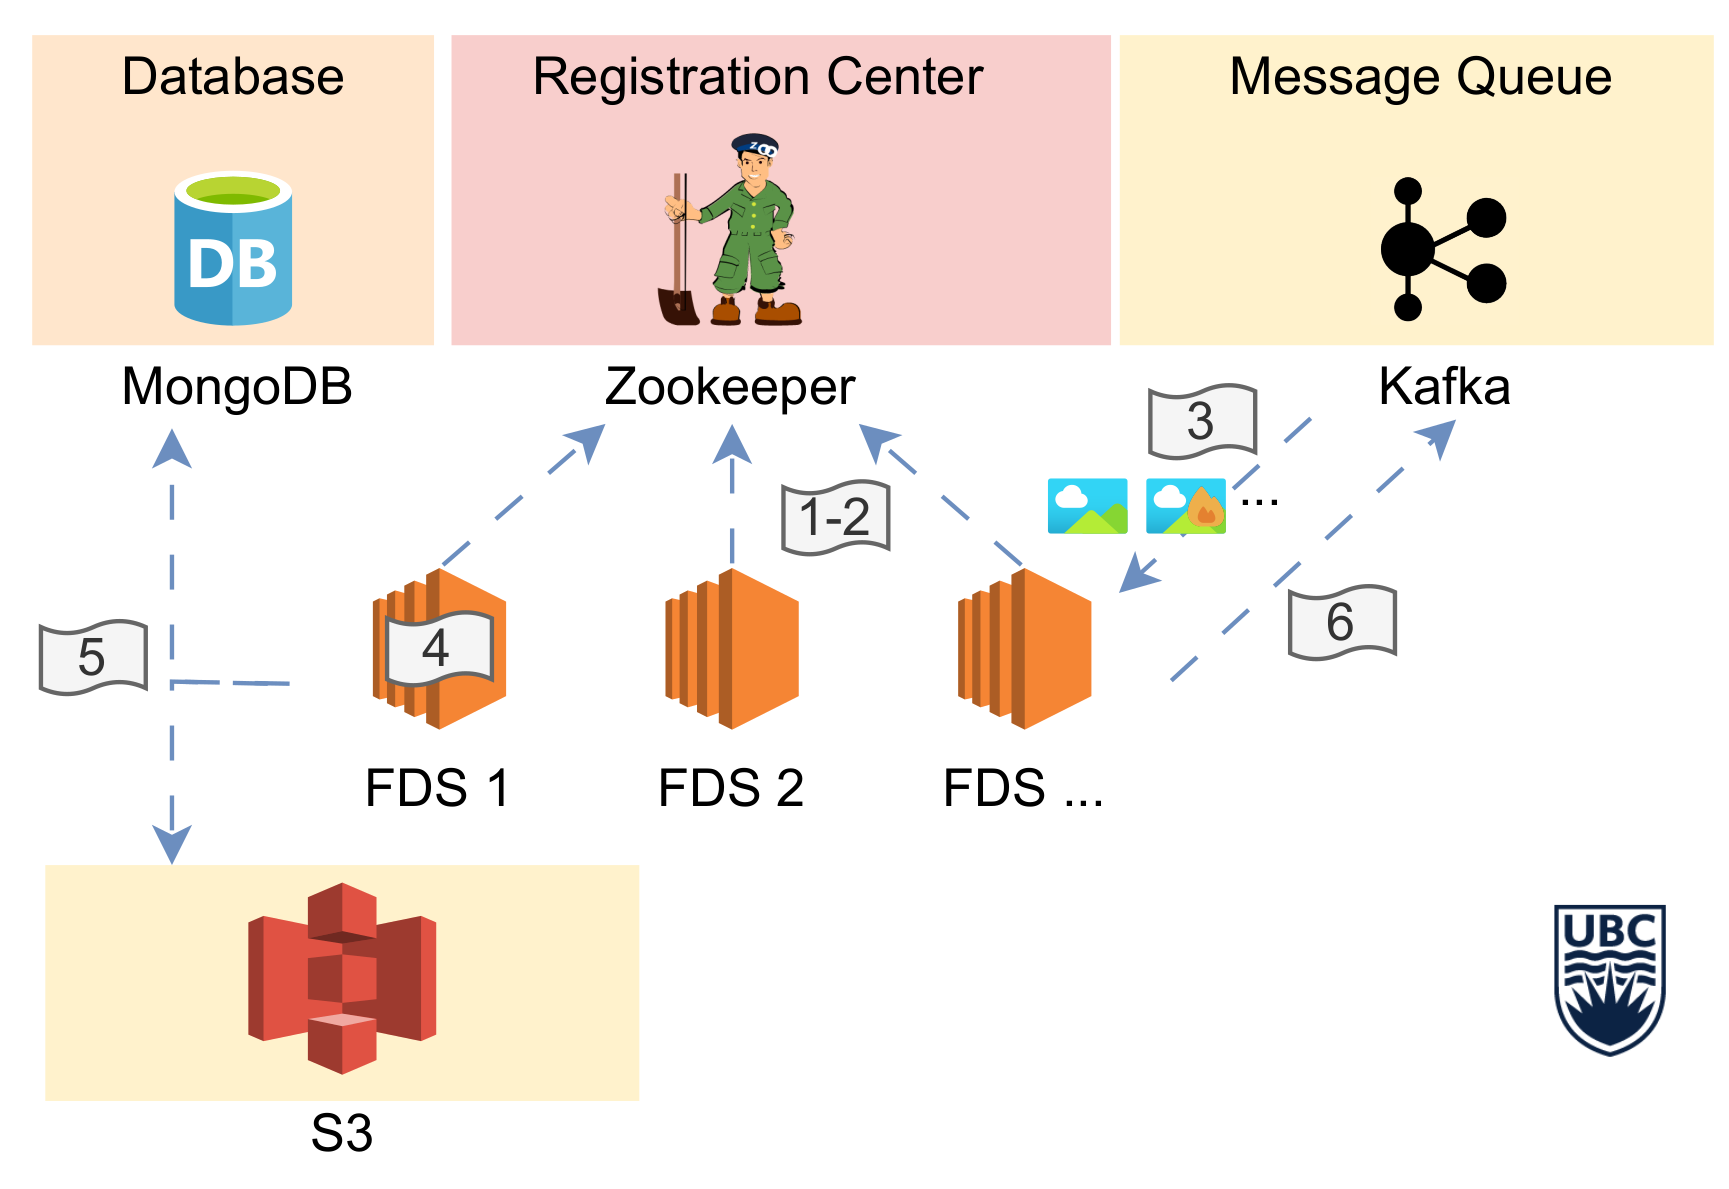 Database
Registration Center
Message Queue
ZOO
DB
MongoDB
Zookeeper
Kafka
3
...
1-2
6
5
4
FDS 1
FDS 2
FDS ...
UBC
S3